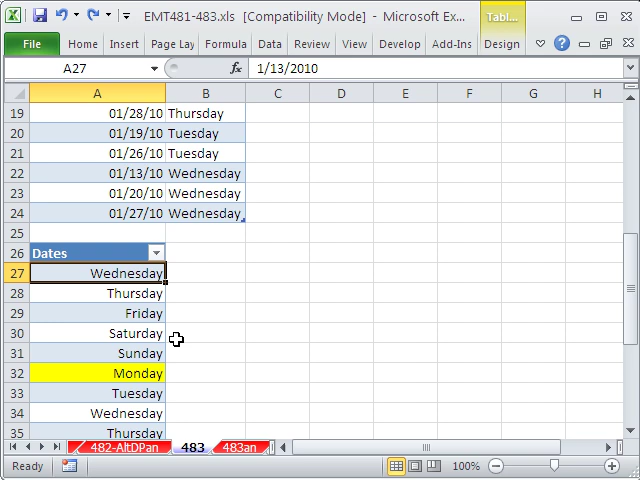 EMT481-483.xls [Compatibility Mode] - Microsoft Ex... Tabl...
File Home Insert Page Formula Data Review View Develop Add-Ins Design
A27 fx 1/13/2010
A B C D E F G H
19 01/28/10 Thursday
20 01/19/10 Tuesday
21 01/26/10 Tuesday
22 01/13/10 Wednesday
23 01/20/10 Wednesday
24 01/27/10 Wednesday
25
26 Dates
27 Wednesday
28 Thursday
29 Friday
30 Saturday
31 Sunday
32 Monday
33 Tuesday
34 Wednesday
35 Thursday
482-AltDPan 483 483an
Ready 100%